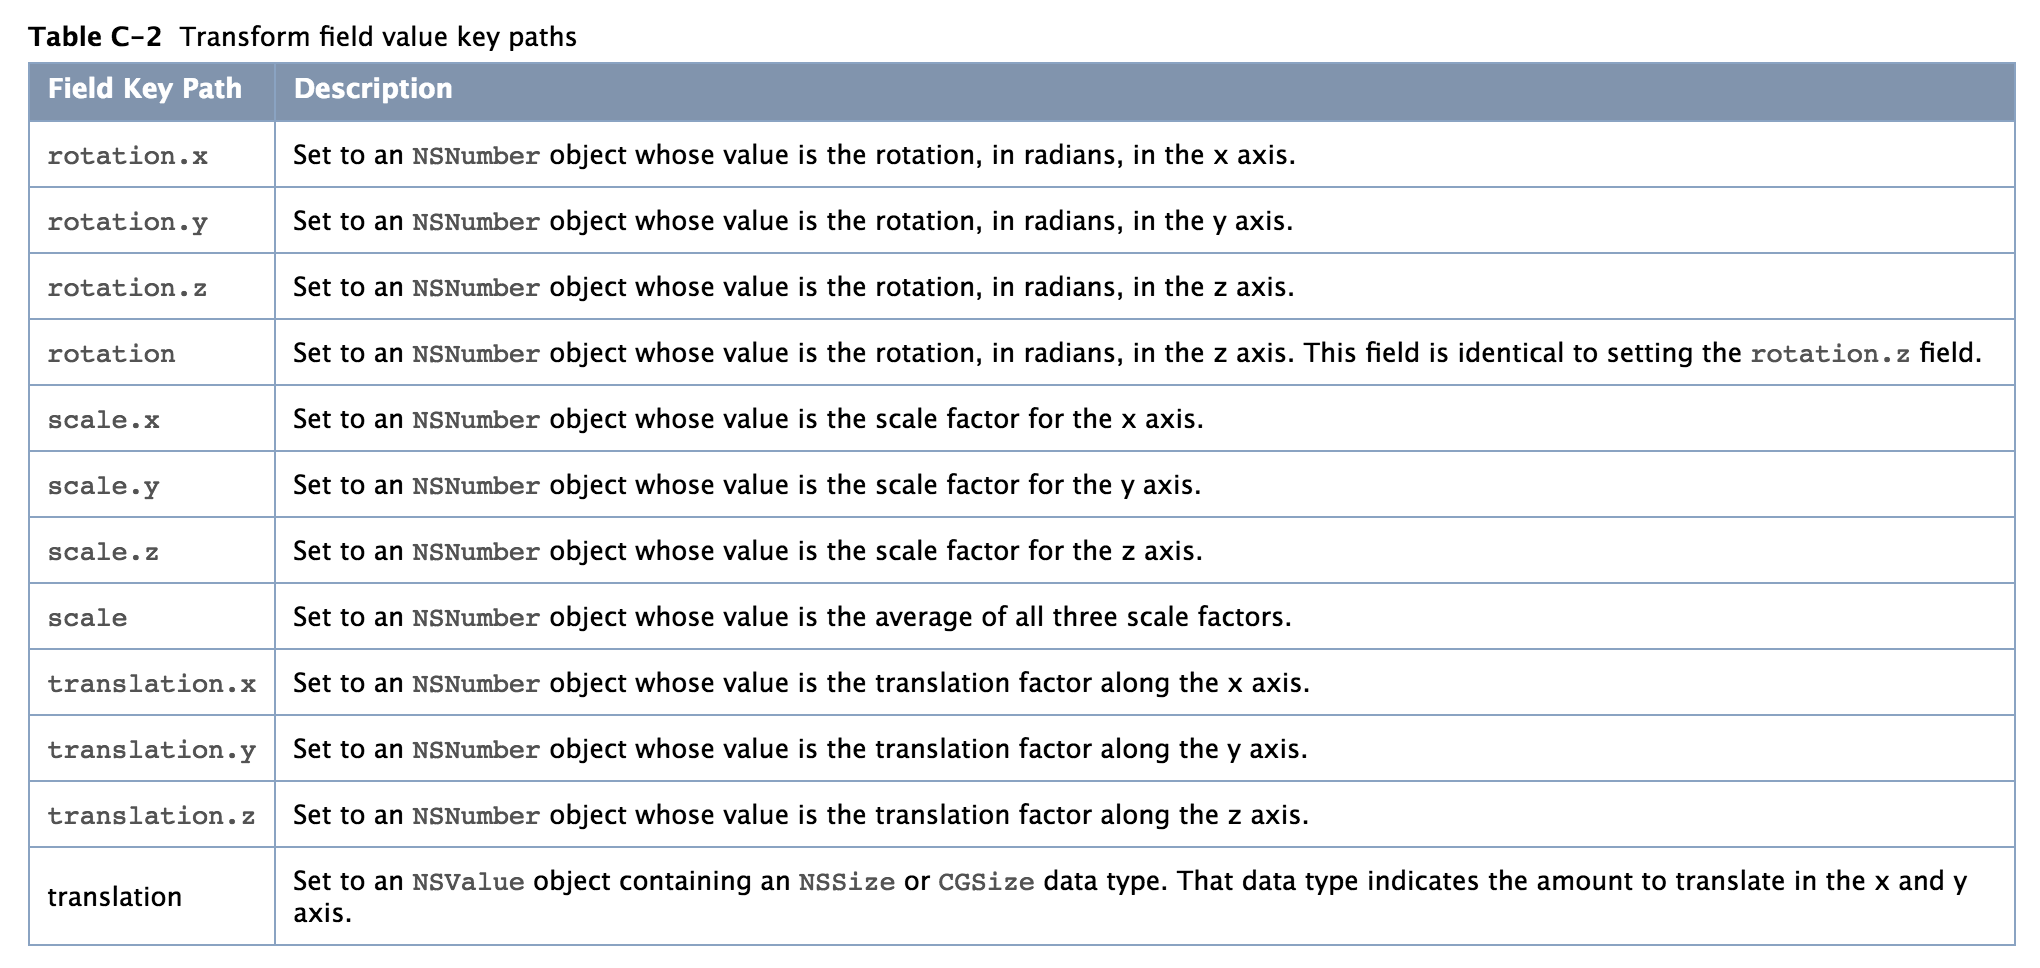 Table C-2 Transform field value key paths
Field Key Path Description
rotation.x Set to an NSNumber object whose value is the rotation, in radians, in the x axis.
rotation.y Set to an NSNumber object whose value is the rotation, in radians, in the y axis.
rotation.z Set to an NSNumber object whose value is the rotation, in radians, in the z axis.
rotation Set to an NSNumber object whose value is the rotation, in radians, in the z axis. This field is identical to setting the rotation.z field.
scale.x Set to an NSNumber object whose value is the scale factor for the x axis.
scale.y Set to an NSNumber object whose value is the scale factor for the y axis.
scale.z Set to an NSNumber object whose value is the scale factor for the z axis.
scale Set to an NSNumber object whose value is the average of all three scale factors.
translation.x Set to an NSNumber object whose value is the translation factor along the x axis.
translation.y Set to an NSNumber object whose value is the translation factor along the y axis.
translation.z Set to an NSNumber object whose value is the translation factor along the z axis.
translation Set to an NSValue object containing an NSSize or CGSize data type. That data type indicates the amount to translate in the x and y
axis.